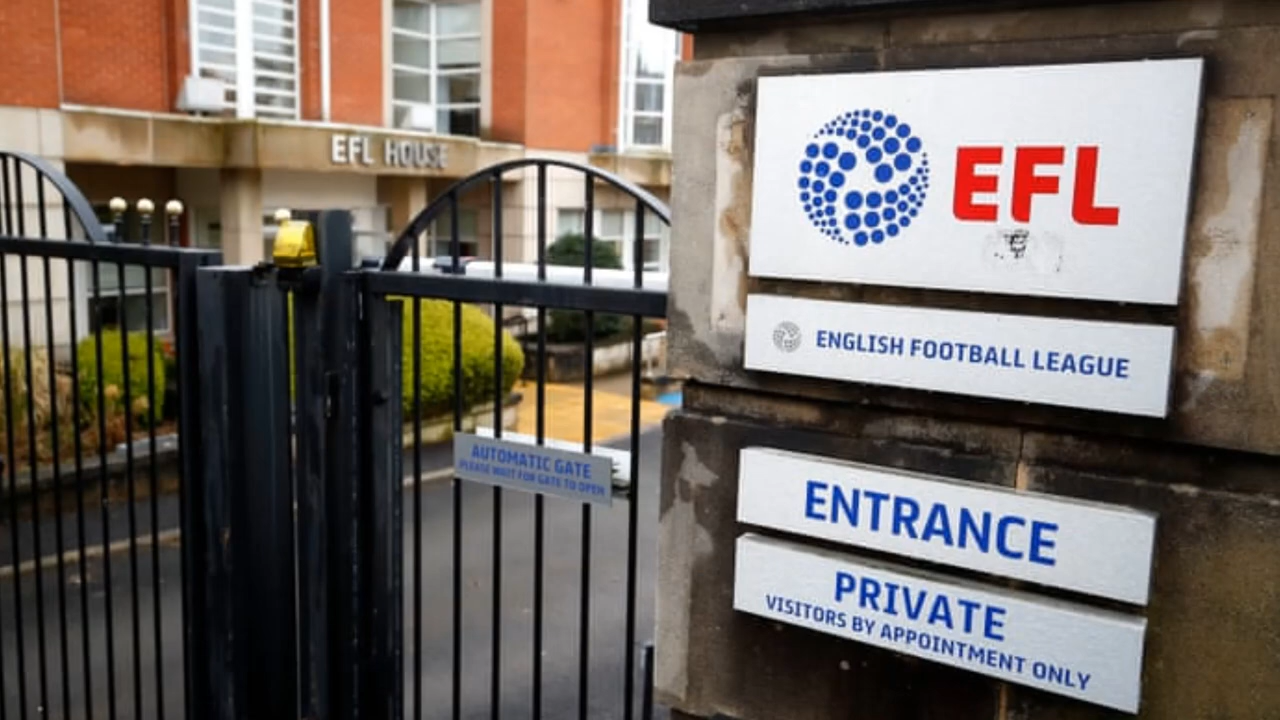 EFL HOUSE
EFL
ENGLISH FOOTBALL LEAGUE
AUTOMATIC GATE
PLEASE WAIT FOR GATE TO OPEN
ENTRANCE
PRIVATE
VISITORS BY APPOINTMENT ONLY